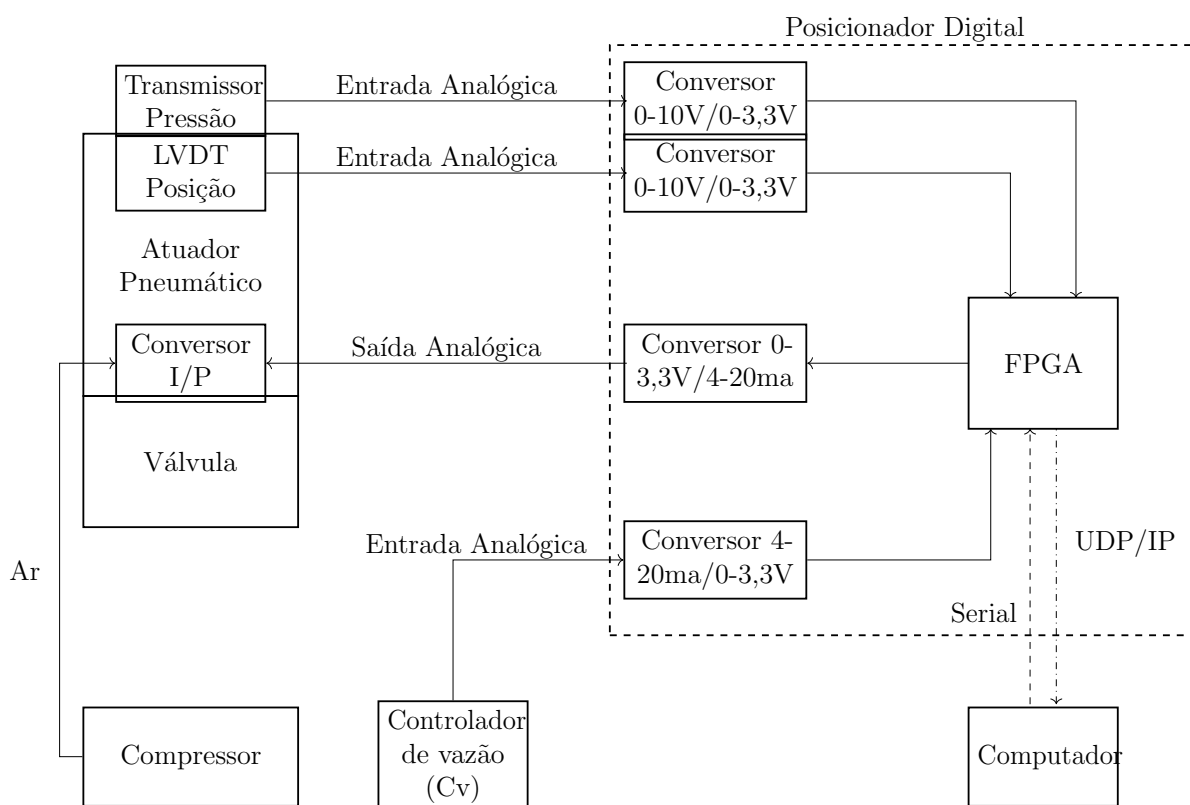 Posicionador Digital
Transmissor
Pressão
Entrada Analógica
Conversor
0-10V/0-3,3V
LVDT
Posição
Entrada Analógica
Conversor
0-10V/0-3,3V
Atuador
Pneumático
Conversor
I/P
Saída Analógica
Conversor 0-
3,3V/4-20ma
FPGA
Válvula
Entrada Analógica
Conversor 4-
20ma/0-3,3V
UDP/IP
Ar
Serial
Compressor
Controlador
de vazão
(Cv)
Computador